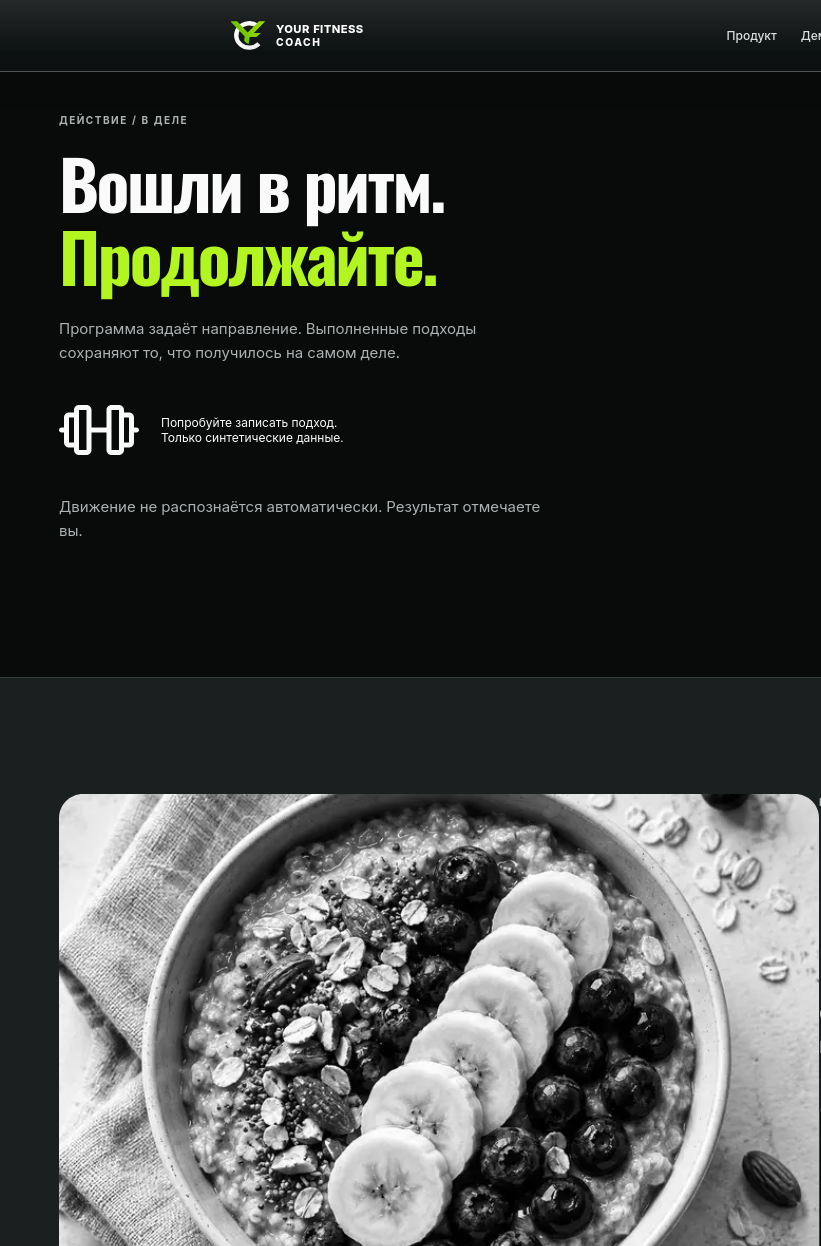 YOUR FITNESS
COACH
Продукт
ДЕЙСТВИЕ / В ДЕЛЕ
Вошли в ритм.
Продолжайте.
Программа задаёт направление. Выполненные подходы
сохраняют то, что получилось на самом деле.
Попробуйте записать подход.
Только синтетические данные.
Движение не распознаётся автоматически. Результат отмечаете
вы.